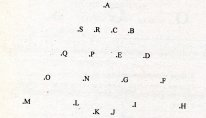 .A
.S .R .C .B
.Q .P .E .D
.O .N .G .F
.M .L .I .H
.K .J